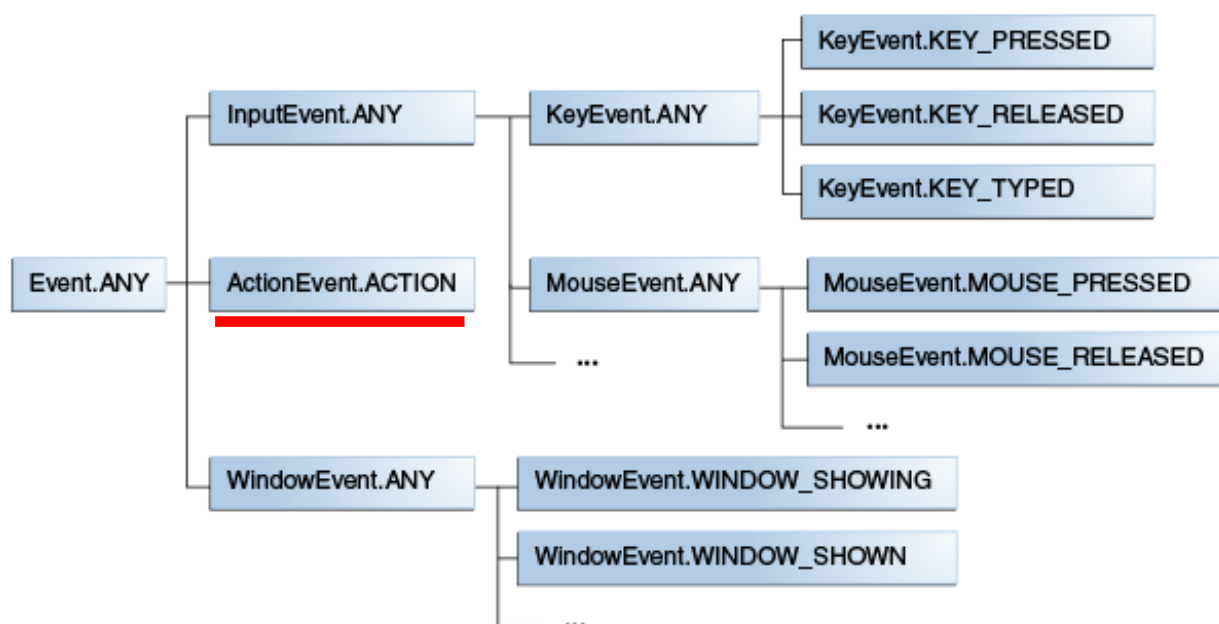 KeyEvent.KEY_PRESSED
InputEvent.ANY
KeyEvent.ANY
KeyEvent.KEY_RELEASED
KeyEvent.KEY_TYPED
Event.ANY
ActionEvent.ACTION
MouseEvent.ANY
MouseEvent.MOUSE_PRESSED
...
MouseEvent.MOUSE_RELEASED
...
WindowEvent.ANY
WindowEvent.WINDOW_SHOWING
WindowEvent.WINDOW_SHOWN
...